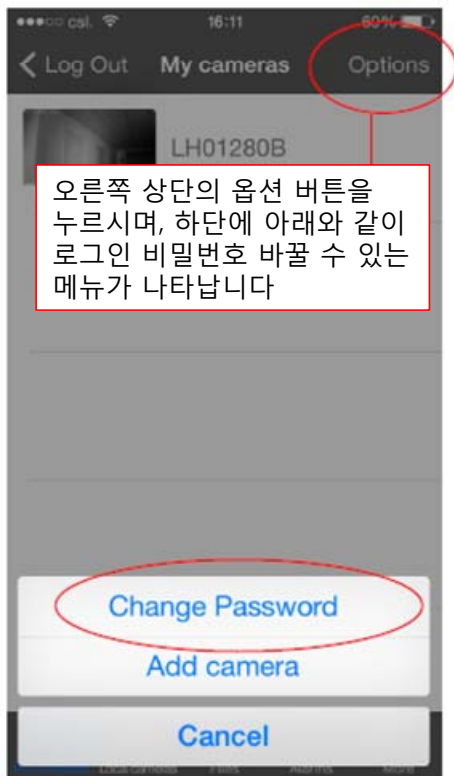 csl. 16:11 60%
Log Out My cameras Options
LH01280B
오른쪽 상단의 옵션 버튼을
누르시며, 하단에 아래와 같이
로그인 비밀번호 바꿀 수 있는
메뉴가 나타납니다
Change Password
Add camera
Cancel